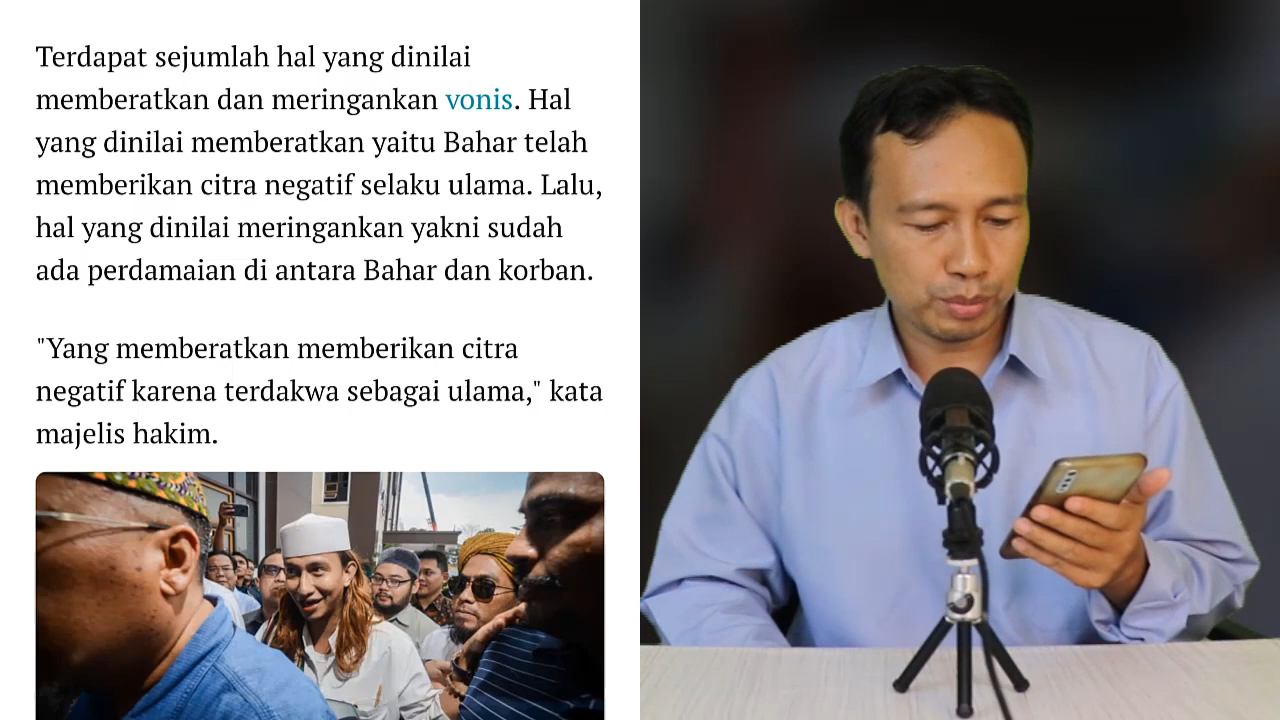 Terdapat sejumlah hal yang dinilai
memberatkan dan meringankan vonis. Hal
yang dinilai memberatkan yaitu Bahar telah
memberikan citra negatif selaku ulama. Lalu,
hal yang dinilai meringankan yakni sudah
ada perdamaian di antara Bahar dan korban.
"Yang memberatkan memberikan citra
negatif karena terdakwa sebagai ulama," kata
majelis hakim.